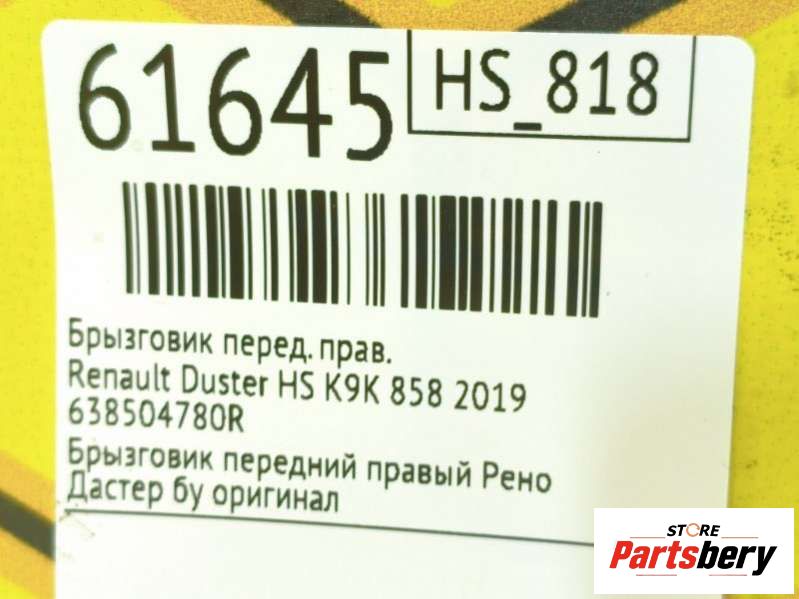 61645
HS_818
Брызговик перед. прав.
Renault Duster HS K9K 858 2019
638504780R
Брызговик передний правый Рено
Дастер бу оригинал
STORE
Partsbery